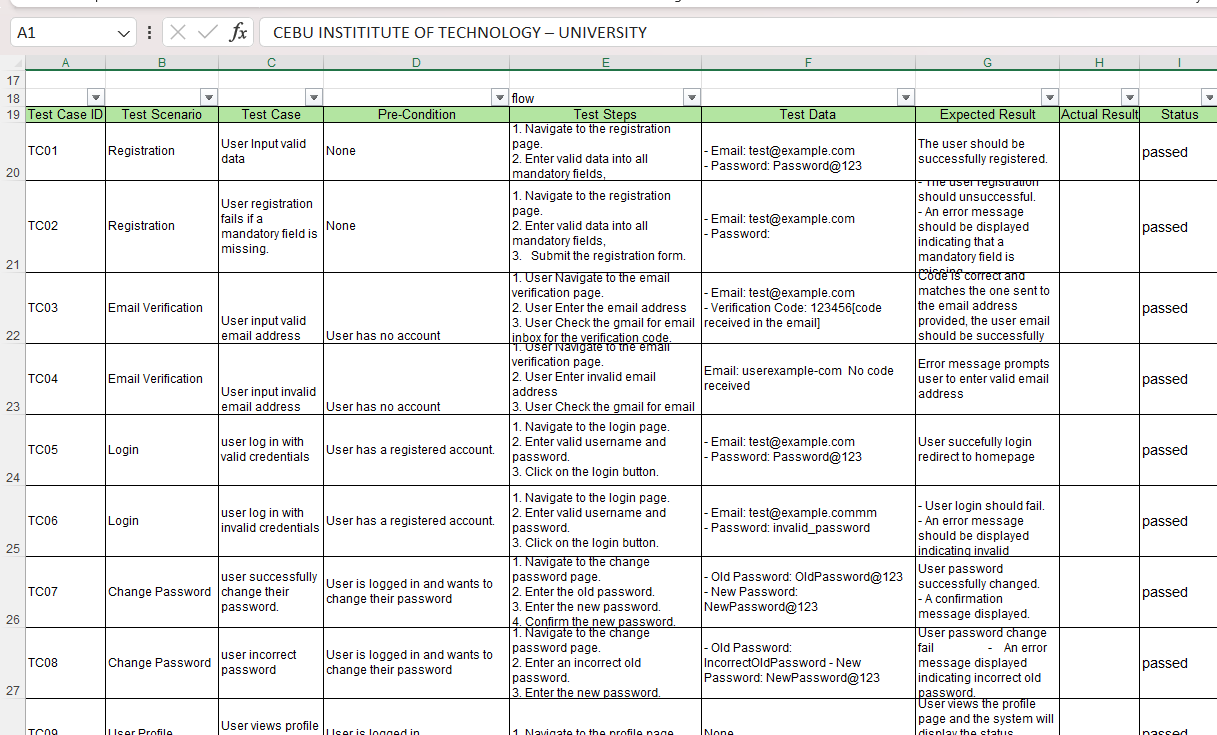 A1
fx
CEBU INSTITITUTE OF TECHNOLOGY – UNIVERSITY
A B C D E F G H I
17
18 flow
19 Test Case ID Test Scenario Test Case Pre-Condition Test Steps Test Data Expected Result Actual Result Status
20
TC01
Registration
User Input valid
data
None
1. Navigate to the registration
page.
2. Enter valid data into all
mandatory fields,
- Email: test@example.com
- Password: Password@123
The user should be
successfully registered.
passed
21
TC02
Registration
User registration
fails if a
mandatory field is
missing.
None
1. Navigate to the registration
page.
2. Enter valid data into all
mandatory fields,
3. Submit the registration form.
- Email: test@example.com
- Password:
- The user registration
should unsuccessful.
- An error message
should be displayed
indicating that a
mandatory field is
missing.
passed
22
TC03
Email Verification
User input valid
email address
User has no account
1. User Navigate to the email
verification page.
2. User Enter the email address
3. User Check the gmail for email
inbox for the verification code.
- Email: test@example.com
- Verification Code: 123456[code
received in the email]
Code is correct and
matches the one sent to
the email address
provided, the user email
should be successfully
passed
23
TC04
Email Verification
User input invalid
email address
User has no account
1. User Navigate to the email
verification page.
2. User Enter invalid email
address
3. User Check the gmail for email
Email: userexample-com No code
received
Error message prompts
user to enter valid email
address
passed
24
TC05
Login
user log in with
valid credentials
User has a registered account.
1. Navigate to the login page.
2. Enter valid username and
password.
3. Click on the login button.
- Email: test@example.com
- Password: Password@123
User succefully login
redirect to homepage
passed
25
TC06
Login
user log in with
invalid credentials
User has a registered account.
1. Navigate to the login page.
2. Enter valid username and
password.
3. Click on the login button.
- Email: test@example.commm
- Password: invalid_password
- User login should fail.
- An error message
should be displayed
indicating invalid
passed
26
TC07
Change Password
user successfully
change their
password.
User is logged in and wants to
change their password
1. Navigate to the change
password page.
2. Enter the old password.
3. Enter the new password.
4. Confirm the new password.
- Old Password: OldPassword@123
- New Password:
NewPassword@123
User password
successfully changed.
- A confirmation
message displayed.
passed
27
TC08
Change Password
user incorrect
password
User is logged in and wants to
change their password
1. Navigate to the change
password page.
2. Enter an incorrect old
password.
3. Enter the new password.
- Old Password:
IncorrectOldPassword - New
Password: NewPassword@123
User password change
fail - An error
message displayed
indicating incorrect old
password.
passed
TC09
User Profile
User views profile
User is logged in
1. Navigate to the profile page
None
User views the profile
page and the system will
display the status
passed